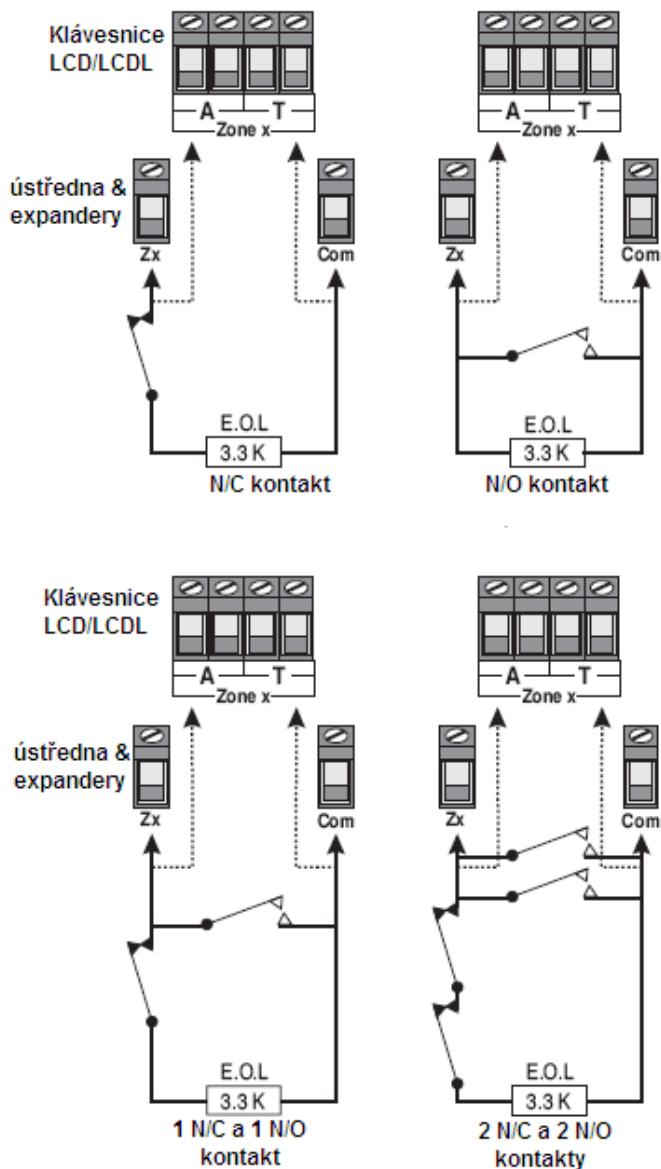 Klávesnice
LCD/LCDL
A T
Zone x
A T
Zone x
ústředna &
expandery
Zx
Com
Zx
Com
E.O.L
3.3 K
N/C kontakt
E.O.L
3.3 K
N/O kontakt
Klávesnice
LCD/LCDL
A T
Zone x
A T
Zone x
ústředna &
expandery
Zx
Com
Zx
Com
E.O.L
3.3 K
1 N/C a 1 N/O
kontakt
E.O.L
3.3 K
2 N/C a 2 N/O
kontakty